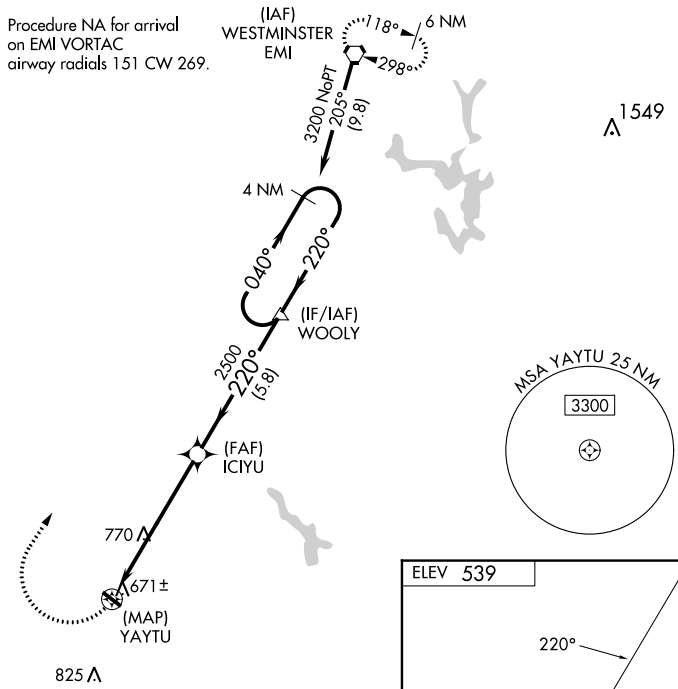 Procedure NA for arrival
on EMI VORTAC
airway radials 151 CW 269.
(IAF)
WESTMINSTER
EMI
118°
6 NM
298°
3200 NoPT
205°
(9.8)
1549
4 NM
040°
220°
(IF/IAF)
WOOLY
2500
220°
(5.8)
MSA YAYTU 25 NM
3300
(FAF)
ICIYU
770
671±
(MAP)
YAYTU
825
ELEV 539
220°